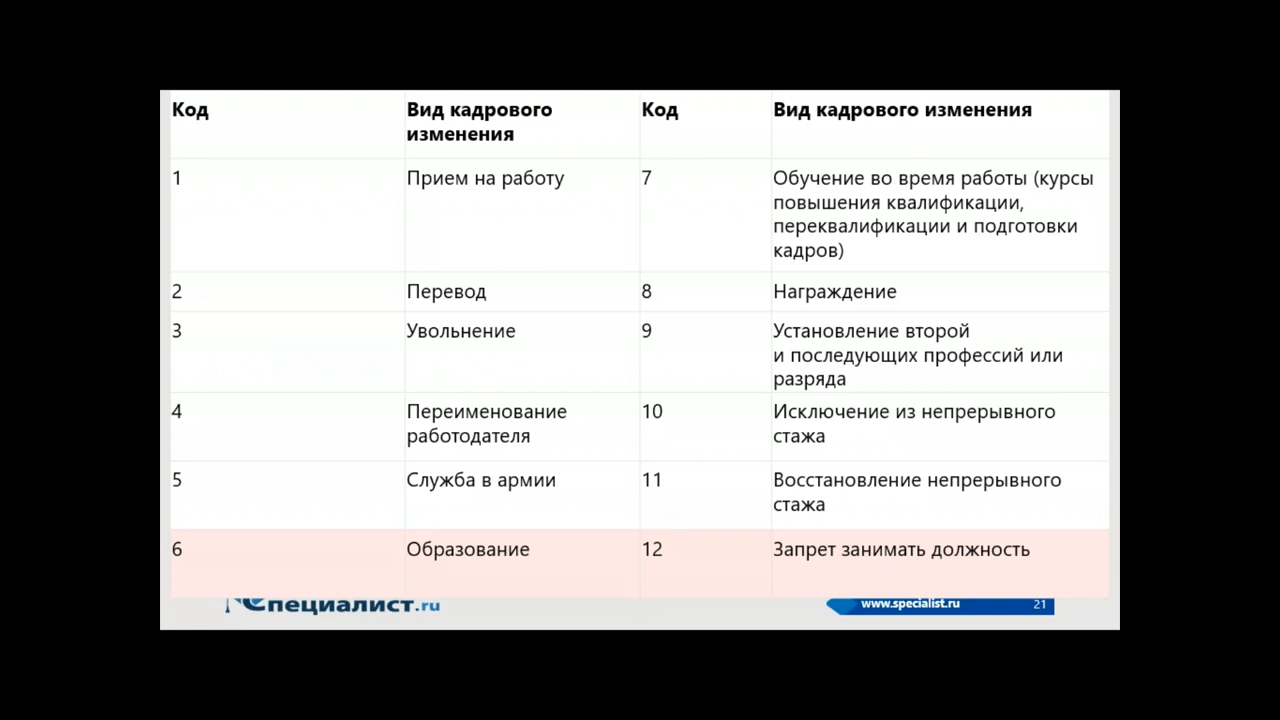 Код
Вид кадрового
изменения
Код
Вид кадрового изменения
1
Прием на работу
7
Обучение во время работы (курсы
повышения квалификации,
переквалификации и подготовки
кадров)
2
Перевод
8
Награждение
3
Увольнение
9
Установление второй
и последующих профессий или
разряда
4
Переименование
работодателя
10
Исключение из непрерывного
стажа
5
Служба в армии
11
Восстановление непрерывного
стажа
6
Образование
12
Запрет занимать должность
Специалист.ru
www.specialist.ru
21